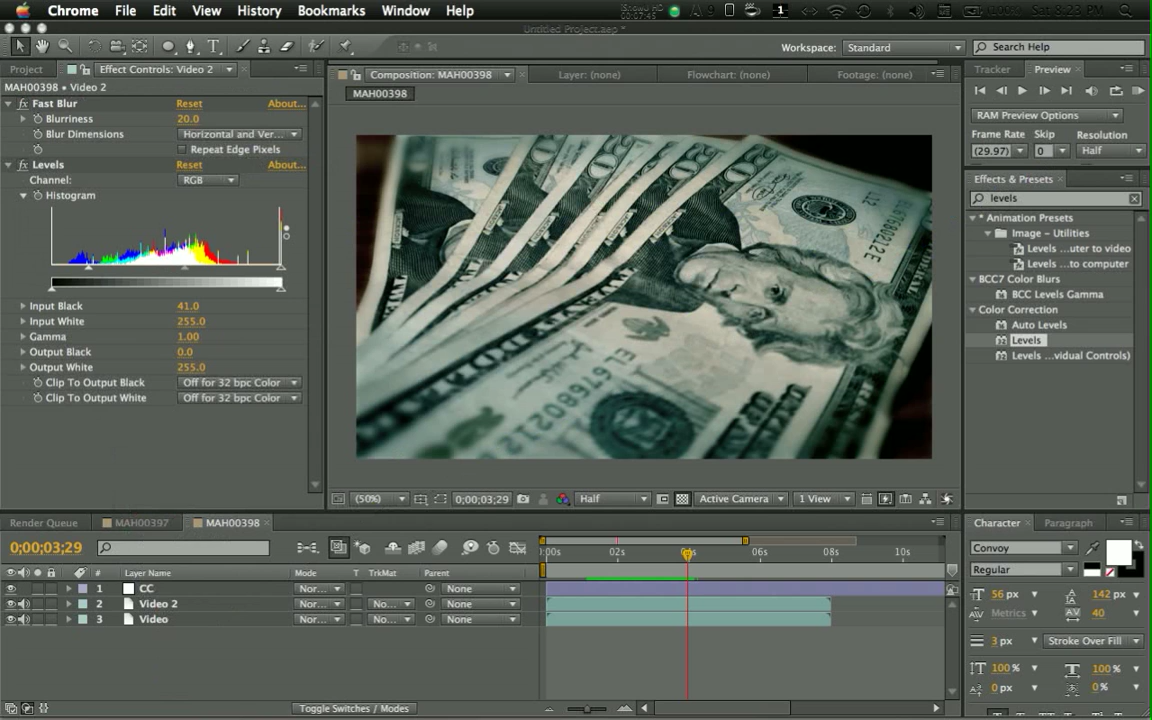 Chrome File Edit View History Bookmarks Window Help
Untitled Project.aep *
Workspace: Standard Search Help
Project Effect Controls: Video 2
MAH00398 • Video 2
Fast Blur Reset About...
Blurriness 20.0
Blur Dimensions Horizontal and Ver...
Repeat Edge Pixels
Levels Reset About...
Channel: RGB
Histogram
Input Black 41.0
Input White 255.0
Gamma 1.00
Output Black 0.0
Output White 255.0
Clip To Output Black Off for 32 bpc Color
Clip To Output White Off for 32 bpc Color
Composition: MAH00398 Layer: (none) Flowchart: (none) Footage: (none)
MAH00398
EL67680212E
(50%) 0;00;03;29 Half Active Camera 1 View
Tracker Preview
RAM Preview Options
Frame Rate Skip Resolution
(29.97) 0 Half
Effects & Presets
levels
* Animation Presets
Image – Utilities
Levels ...uter to video
Levels ...to computer
BCC7 Color Blurs
BCC Levels Gamma
Color Correction
Auto Levels
Levels
Levels ...vidual Controls)
Render Queue MAH00397 MAH00398
0;00;03;29
:00s 02s 04s 06s 08s 10s
# Layer Name Mode T TrkMat Parent
1 CC Nor... None
2 Video 2 Nor... No... None
3 Video Nor... No... None
Toggle Switches / Modes
Character Paragraph
Convoy
Regular
56 px 142 px
Metrics 40
3 px Stroke Over Fill
100 % 100 %
0 px 0 %